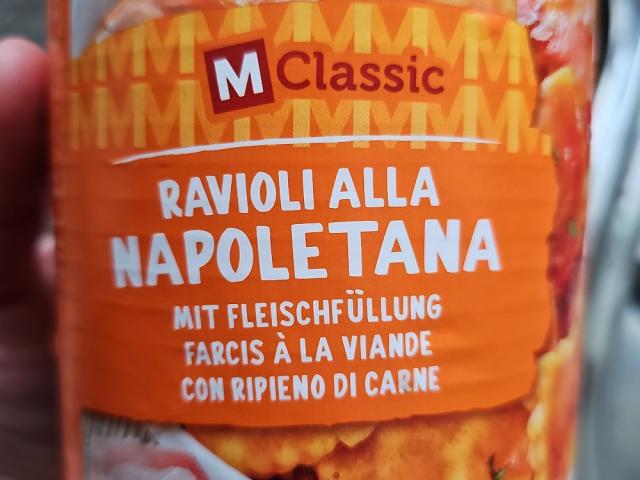 M Classic
RAVIOLI ALLA
NAPOLETANA
MIT FLEISCHFÜLLUNG
FARCIS À LA VIANDE
CON RIPIENO DI CARNE